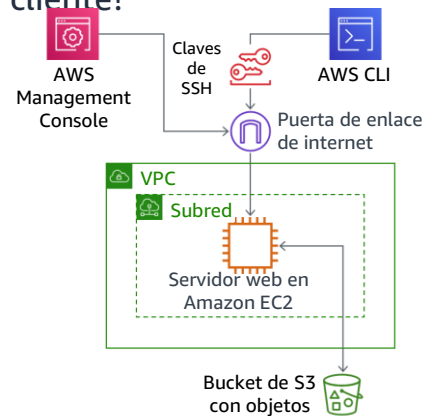 cliente?
Claves
de
SSH
AWS
Management
Console
AWS CLI
Puerta de enlace
de internet
VPC
Subred
Servidor web en
Amazon EC2
Bucket de S3
con objetos